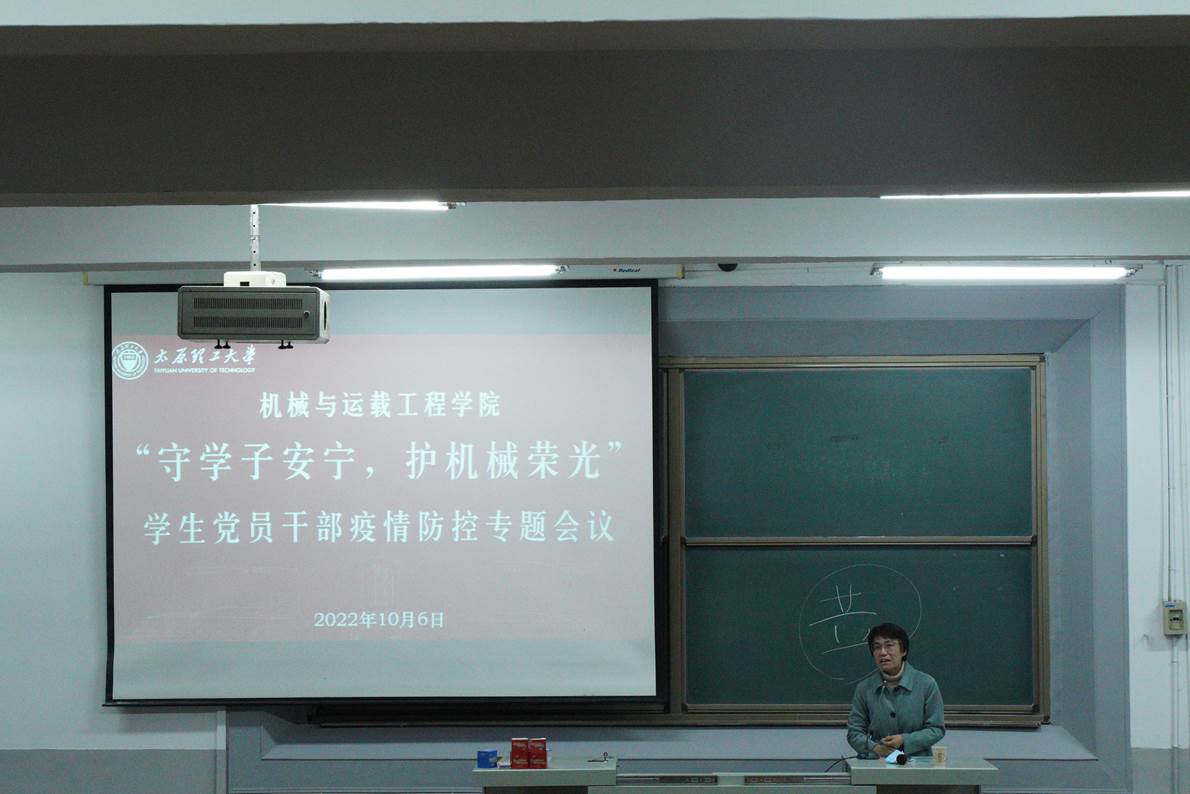 Redleaf
太原理工大学
TAIYUAN UNIVERSITY OF TECHNOLOGY
机械与运载工程学院
“守学子安宁，护机械荣光”
学生党员干部疫情防控专题会议
2022年10月6日